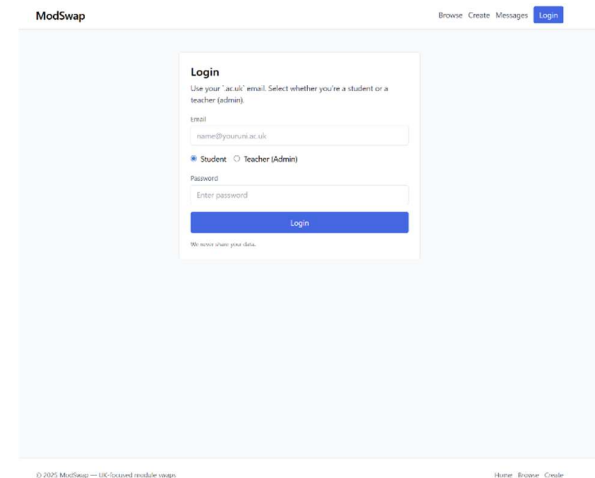 ModSwap
Browse Create Messages Login
Login
Use your `.ac.uk` email. Select whether you're a student or a
teacher (admin).
Email
name@youruni.ac.uk
Student Teacher (Admin)
Password
Enter password
Login
We never share your data.
© 2025 ModSwap — UK-focused module swaps
Home Browse Create